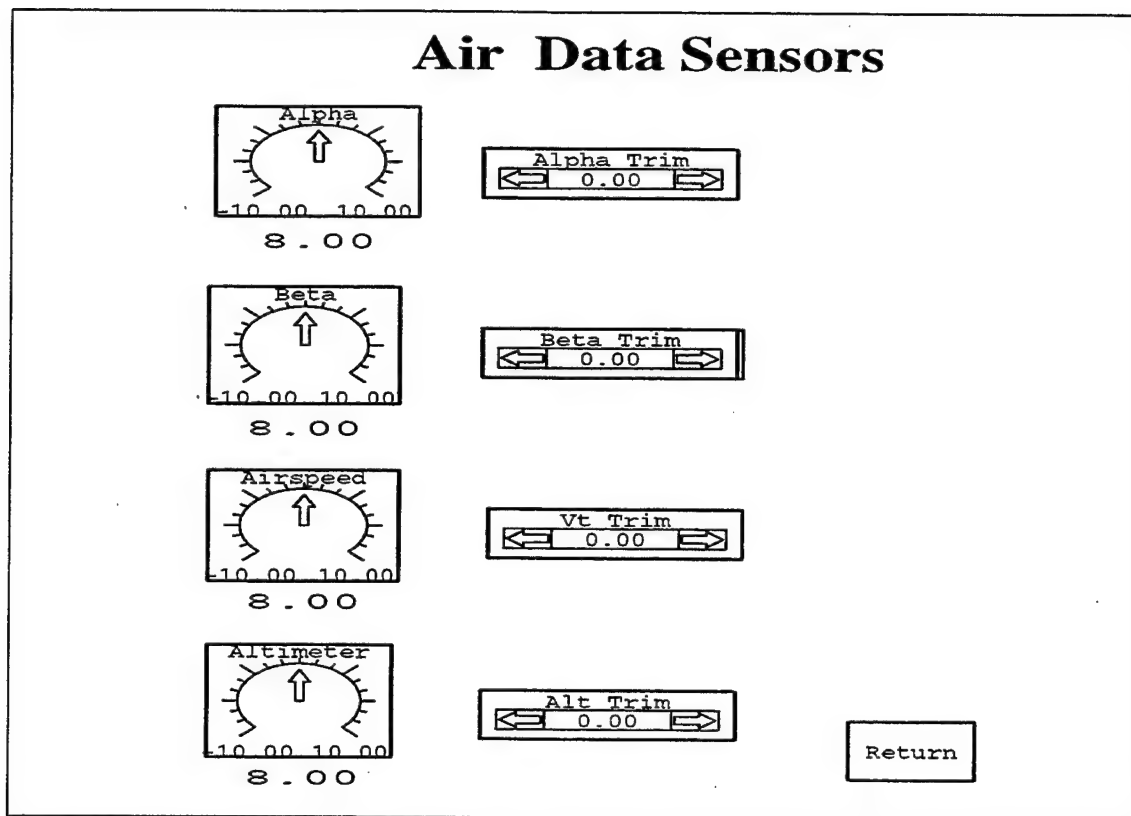 Air Data Sensors
Alpha
-10.00 10.00
8.00
Alpha Trim
0.00
Beta
-10.00 10.00
8.00
Beta Trim
0.00
Airspeed
-10.00 10.00
8.00
Vt Trim
0.00
Altimeter
-10.00 10.00
8.00
Alt Trim
0.00
Return